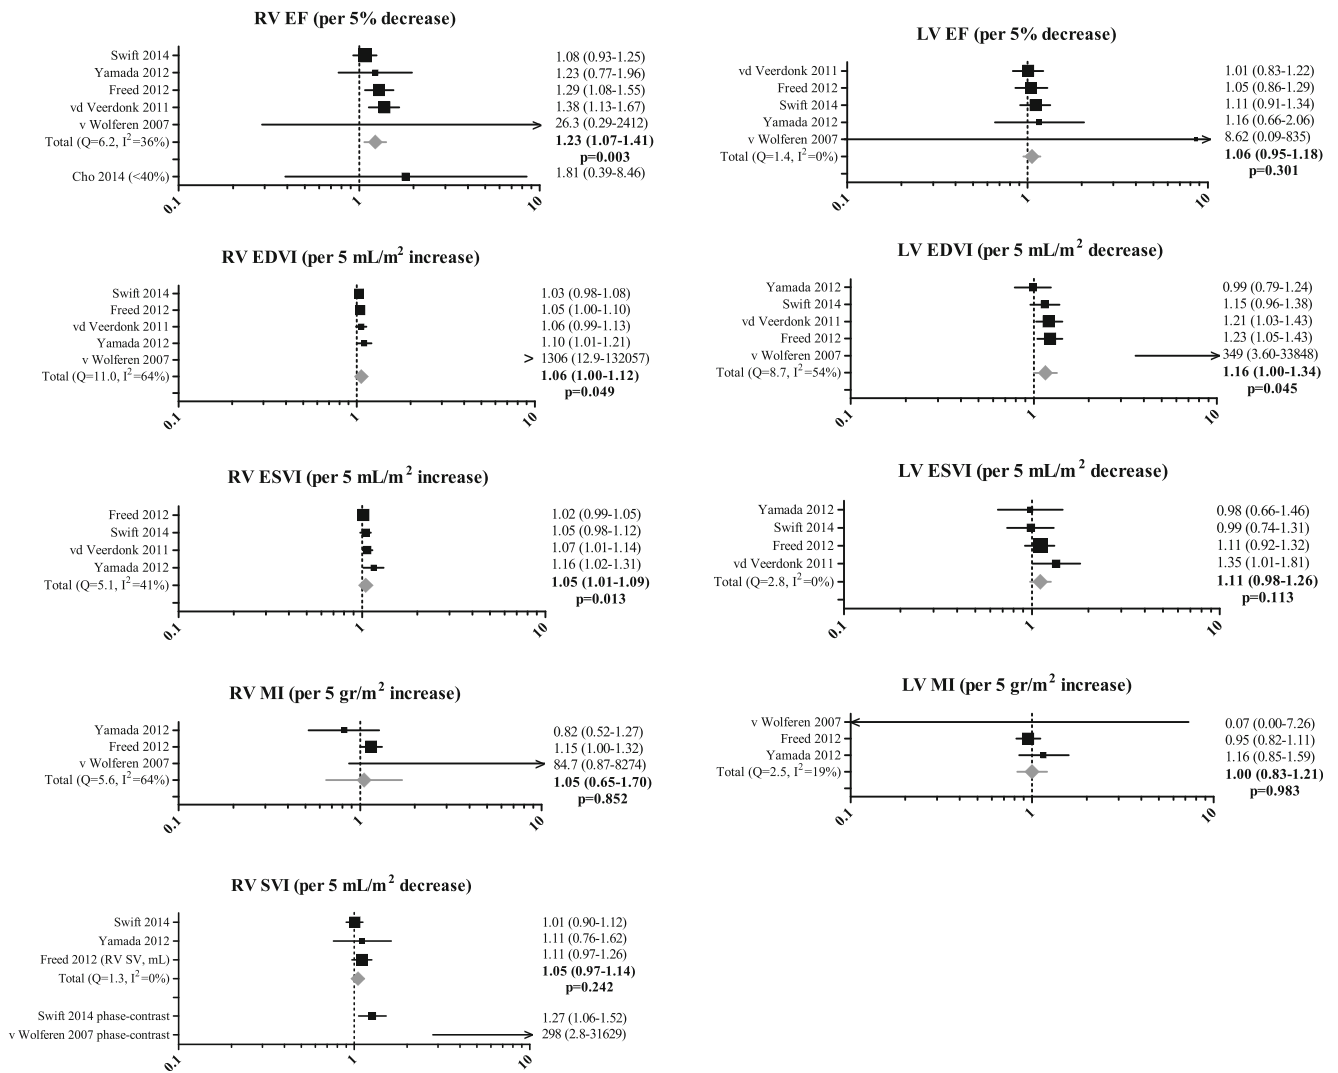 RV EF (per 5% decrease)
Swift 2014 1.08 (0.93-1.25)
Yamada 2012 1.23 (0.77-1.96)
Freed 2012 1.29 (1.08-1.55)
vd Veerdonk 2011 1.38 (1.13-1.67)
v Wolferen 2007 26.3 (0.29-2412)
Total (Q=6.2, I²=36%) 1.23 (1.07-1.41)
p=0.003
Cho 2014 (<40%) 1.81 (0.39-8.46)
0.1 1 10
LV EF (per 5% decrease)
vd Veerdonk 2011 1.01 (0.83-1.22)
Freed 2012 1.05 (0.86-1.29)
Swift 2014 1.11 (0.91-1.34)
Yamada 2012 1.16 (0.66-2.06)
v Wolferen 2007 8.62 (0.09-835)
Total (Q=1.4, I²=0%) 1.06 (0.95-1.18)
p=0.301
0.1 1 10
RV EDVI (per 5 mL/m² increase)
Swift 2014 1.03 (0.98-1.08)
Freed 2012 1.05 (1.00-1.10)
vd Veerdonk 2011 1.06 (0.99-1.13)
Yamada 2012 1.10 (1.01-1.21)
v Wolferen 2007 > 1306 (12.9-132057)
Total (Q=11.0, I²=64%) 1.06 (1.00-1.12)
p=0.049
0.1 1 10
LV EDVI (per 5 mL/m² decrease)
Yamada 2012 0.99 (0.79-1.24)
Swift 2014 1.15 (0.96-1.38)
vd Veerdonk 2011 1.21 (1.03-1.43)
Freed 2012 1.23 (1.05-1.43)
v Wolferen 2007 349 (3.60-33848)
Total (Q=8.7, I²=54%) 1.16 (1.00-1.34)
p=0.045
0.1 1 10
RV ESVI (per 5 mL/m² increase)
Freed 2012 1.02 (0.99-1.05)
Swift 2014 1.05 (0.98-1.12)
vd Veerdonk 2011 1.07 (1.01-1.14)
Yamada 2012 1.16 (1.02-1.31)
Total (Q=5.1, I²=41%) 1.05 (1.01-1.09)
p=0.013
0.1 1 10
LV ESVI (per 5 mL/m² decrease)
Yamada 2012 0.98 (0.66-1.46)
Swift 2014 0.99 (0.74-1.31)
Freed 2012 1.11 (0.92-1.32)
vd Veerdonk 2011 1.35 (1.01-1.81)
Total (Q=2.8, I²=0%) 1.11 (0.98-1.26)
p=0.113
0.1 1 10
RV MI (per 5 gr/m² increase)
Yamada 2012 0.82 (0.52-1.27)
Freed 2012 1.15 (1.00-1.32)
v Wolferen 2007 84.7 (0.87-8274)
Total (Q=5.6, I²=64%) 1.05 (0.65-1.70)
p=0.852
0.1 1 10
LV MI (per 5 gr/m² increase)
v Wolferen 2007 0.07 (0.00-7.26)
Freed 2012 0.95 (0.82-1.11)
Yamada 2012 1.16 (0.85-1.59)
Total (Q=2.5, I²=19%) 1.00 (0.83-1.21)
p=0.983
0.1 1 10
RV SVI (per 5 mL/m² decrease)
Swift 2014 1.01 (0.90-1.12)
Yamada 2012 1.11 (0.76-1.62)
Freed 2012 (RV SV, mL) 1.11 (0.97-1.26)
Total (Q=1.3, I²=0%) 1.05 (0.97-1.14)
p=0.242
Swift 2014 phase-contrast 1.27 (1.06-1.52)
v Wolferen 2007 phase-contrast 298 (2.8-31629)
0.1 1 10